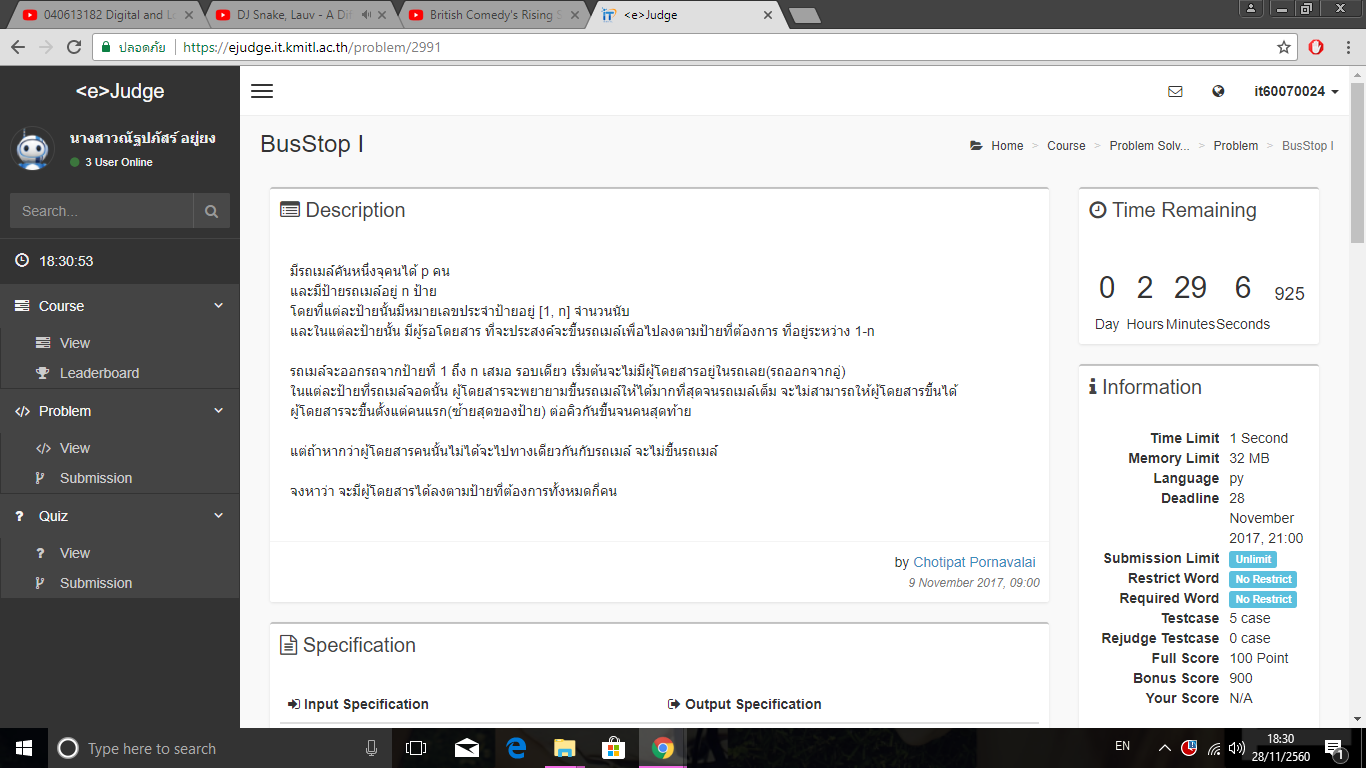 040613182 Digital and L
DJ Snake, Lauv - A Dif
British Comedy's Rising S
<e>Judge
ปลอดภัย https://ejudge.it.kmitl.ac.th/problem/2991
<e>Judge
it60070024
นางสาวณัฐปภัสร์ อยู่ยง
3 User Online
BusStop I
Home > Course > Problem Solv... > Problem > BusStop I
Search...
18:30:53
Course
View
Leaderboard
Problem
View
Submission
Quiz
View
Submission
Description
มีรถเมล์คันหนึ่งจุคนได้ p คน
และมีป้ายรถเมล์อยู่ n ป้าย
โดยที่แต่ละป้ายนั้นมีหมายเลขประจำป้ายอยู่ [1, n] จำนวนนับ
และในแต่ละป้ายนั้น มีผู้รอโดยสาร ที่จะประสงค์จะขึ้นรถเมล์เพื่อไปลงตามป้ายที่ต้องการ ที่อยู่ระหว่าง 1-n
รถเมล์จะออกรถจากป้ายที่ 1 ถึง n เสมอ รอบเดียว เริ่มต้นจะไม่มีผู้โดยสารอยู่ในรถเลย(รถออกจากอู่)
ในแต่ละป้ายที่รถเมล์จอดนั้น ผู้โดยสารจะพยายามขึ้นรถเมล์ให้ได้มากที่สุดจนรถเมล์เต็ม จะไม่สามารถให้ผู้โดยสารขึ้นได้
ผู้โดยสารจะขึ้นตั้งแต่คนแรก(ซ้ายสุดของป้าย) ต่อคิวกันขึ้นจนคนสุดท้าย
แต่ถ้าหากว่าผู้โดยสารคนนั้นไม่ได้จะไปทางเดียวกันกับรถเมล์ จะไม่ขึ้นรถเมล์
จงหาว่า จะมีผู้โดยสารได้ลงตามป้ายที่ต้องการทั้งหมดกี่คน
by Chotipat Pornavalai
9 November 2017, 09:00
Specification
Input Specification
Output Specification
Time Remaining
0 2 29 6 925
Day Hours Minutes Seconds
Information
Time Limit 1 Second
Memory Limit 32 MB
Language py
Deadline 28
November
2017, 21:00
Submission Limit Unlimit
Restrict Word No Restrict
Required Word No Restrict
Testcase 5 case
Rejudge Testcase 0 case
Full Score 100 Point
Bonus Score 900
Your Score N/A
Type here to search
EN
18:30
28/11/2560
1